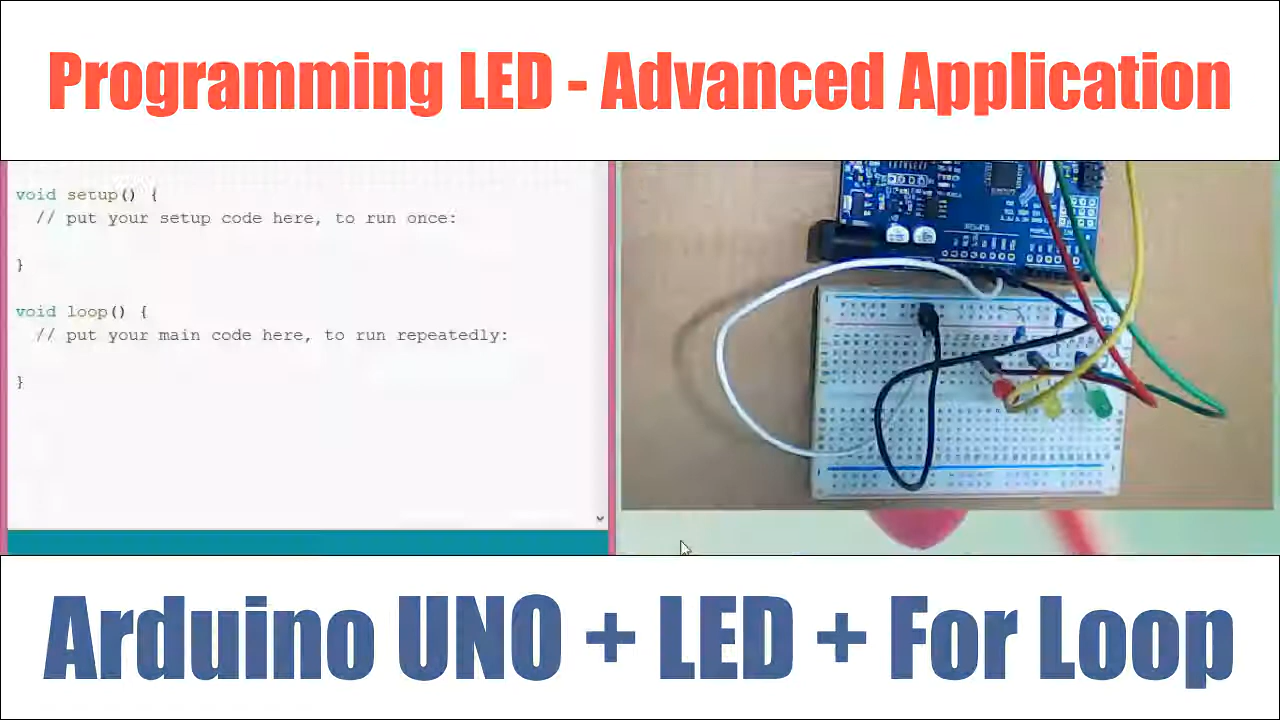 Programming LED - Advanced Application
void setup() {
// put your setup code here, to run once:
}
void loop() {
// put your main code here, to run repeatedly:
}
Arduino UNO + LED + For Loop